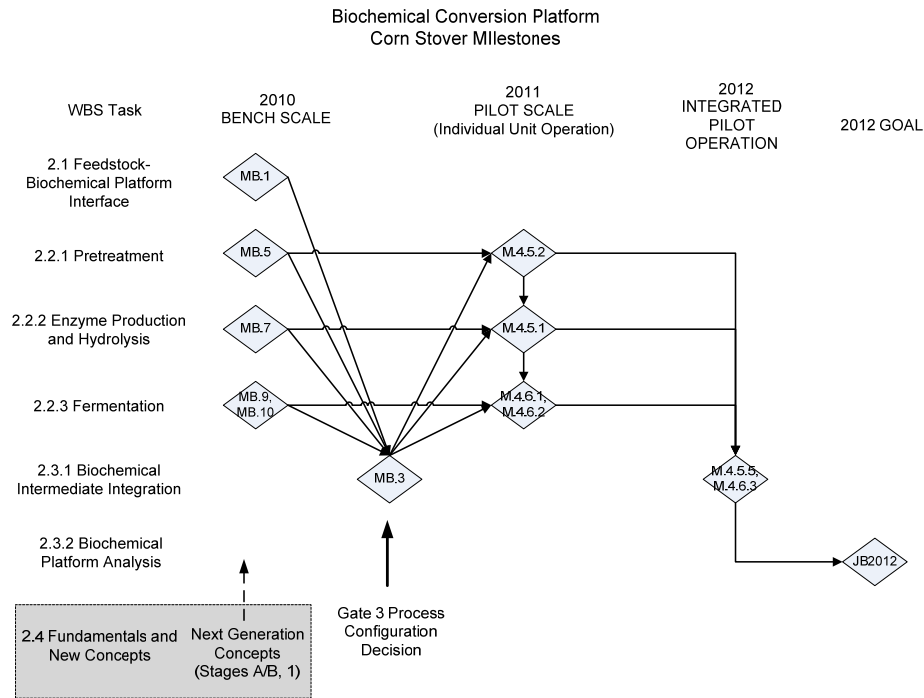 Biochemical Conversion Platform
Corn Stover MIlestones
WBS Task
2010
BENCH SCALE
2011
PILOT SCALE
(Individual Unit Operation)
2012
INTEGRATED
PILOT
OPERATION
2012 GOAL
2.1 Feedstock-
Biochemical Platform
Interface
MB.1
2.2.1 Pretreatment
MB.5
M.4.5.2
2.2.2 Enzyme Production
and Hydrolysis
MB.7
M.4.5.1
2.2.3 Fermentation
MB.9,
MB.10
M.4.6.1,
M.4.6.2
2.3.1 Biochemical
Intermediate Integration
MB.3
M.4.5.5,
M.4.6.3
2.3.2 Biochemical
Platform Analysis
JB2012
2.4 Fundamentals and
New Concepts
Next Generation
Concepts
(Stages A/B, 1)
Gate 3 Process
Configuration
Decision